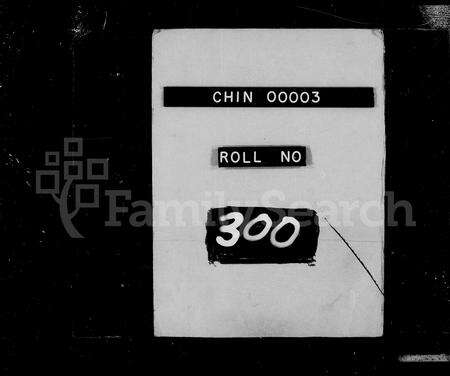 CHIN 00003
ROLL NO
FamilySearch
300